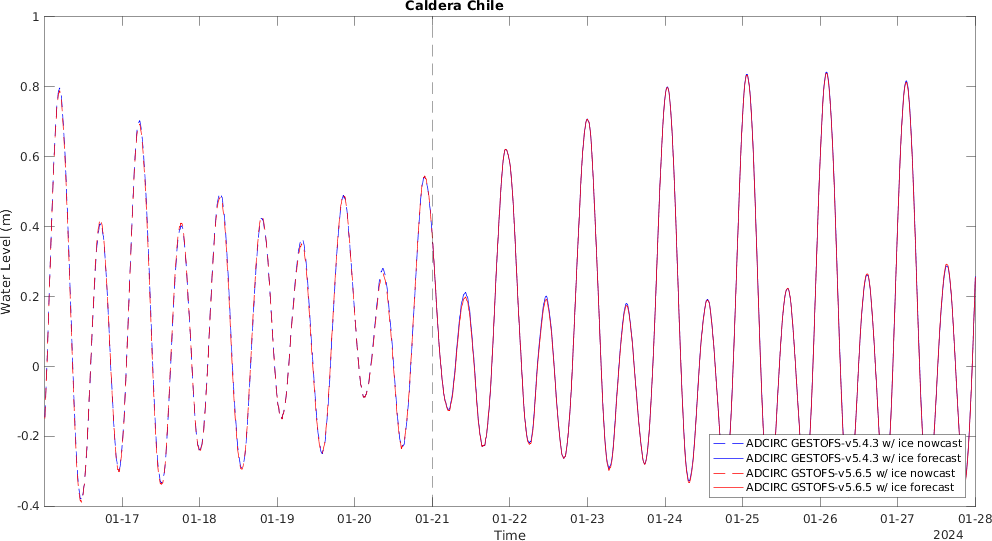 Caldera Chile
Water Level (m)
1
0.8
0.6
0.4
0.2
0
-0.2
-0.4
ADCIRC GESTOFS-v5.4.3 w/ ice nowcast
ADCIRC GESTOFS-v5.4.3 w/ ice forecast
ADCIRC GSTOFS-v5.6.5 w/ ice nowcast
ADCIRC GSTOFS-v5.6.5 w/ ice forecast
01-17 01-18 01-19 01-20 01-21 01-22 01-23 01-24 01-25 01-26 01-27 01-28
Time
2024